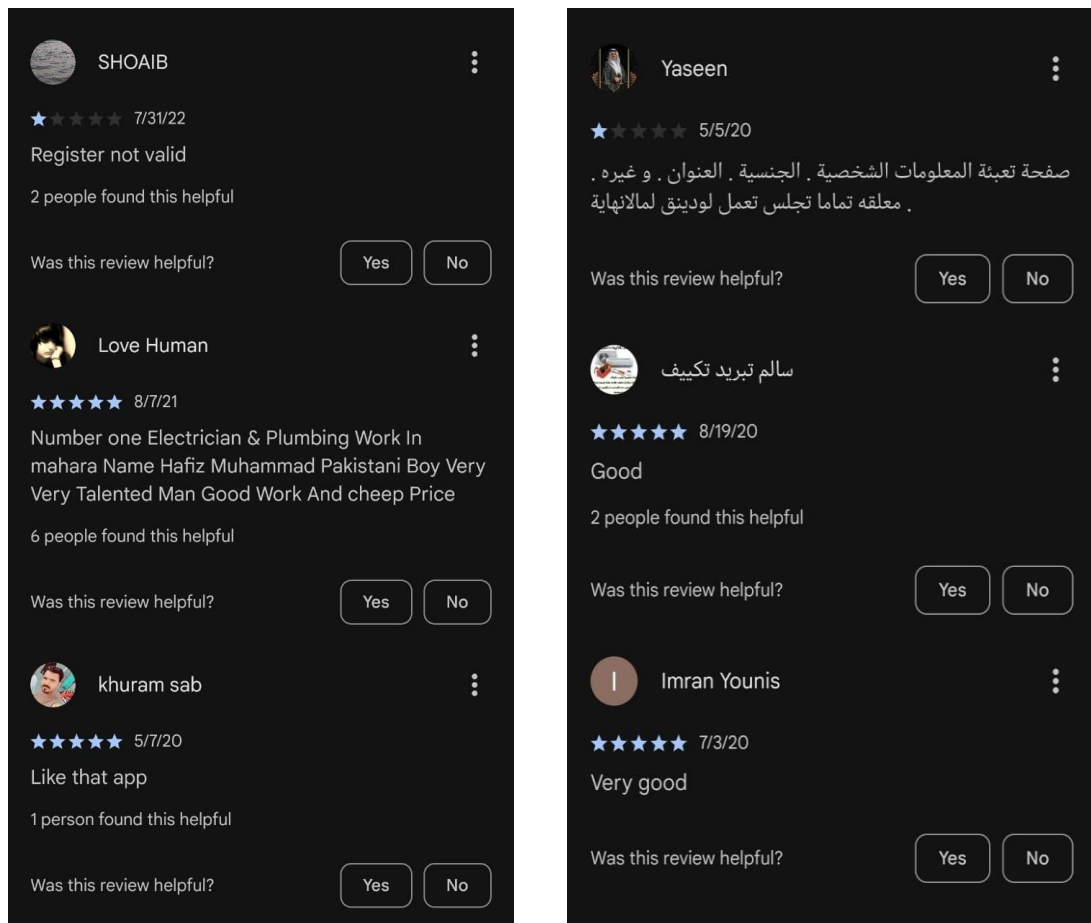 SHOAIB
7/31/22
Register not valid
2 people found this helpful
Was this review helpful?
Yes
No
Love Human
8/7/21
Number one Electrician & Plumbing Work In
mahara Name Hafiz Muhammad Pakistani Boy Very
Very Talented Man Good Work And cheep Price
6 people found this helpful
Was this review helpful?
Yes
No
khuram sab
5/7/20
Like that app
1 person found this helpful
Was this review helpful?
Yes
No
Yaseen
5/5/20
صفحة تعبئة المعلومات الشخصية . الجنسية . العنوان . و غيره .
معلقه تماما تجلس تعمل لودينق لمالانهاية .
Was this review helpful?
Yes
No
سالم تبريد تكييف
8/19/20
Good
2 people found this helpful
Was this review helpful?
Yes
No
I
Imran Younis
7/3/20
Very good
Was this review helpful?
Yes
No